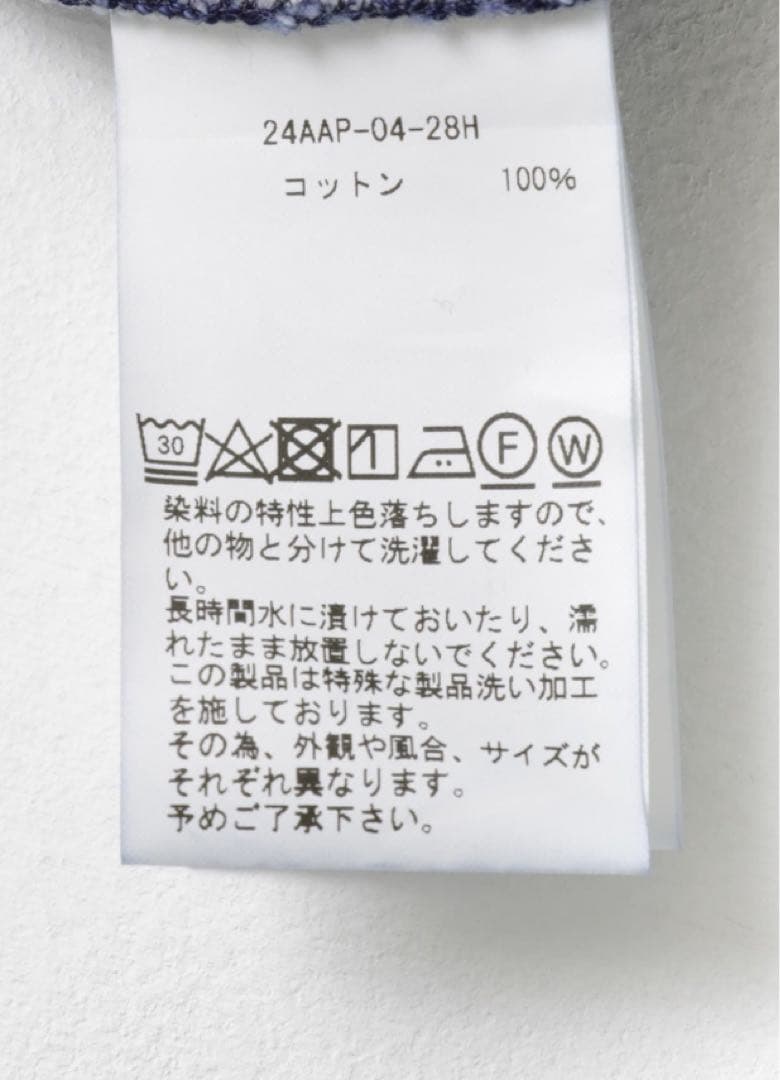 24AAP-04-28H
コットン 100%
30 F W
染料の特性上色落ちしますので、
他の物と分けて洗濯してくださ
い。
長時間水に漬けておいたり、濡
れたまま放置しないでください。
この製品は特殊な製品洗い加工
を施しております。
その為、外観や風合、サイズが
それぞれ異なります。
予めご了承下さい。